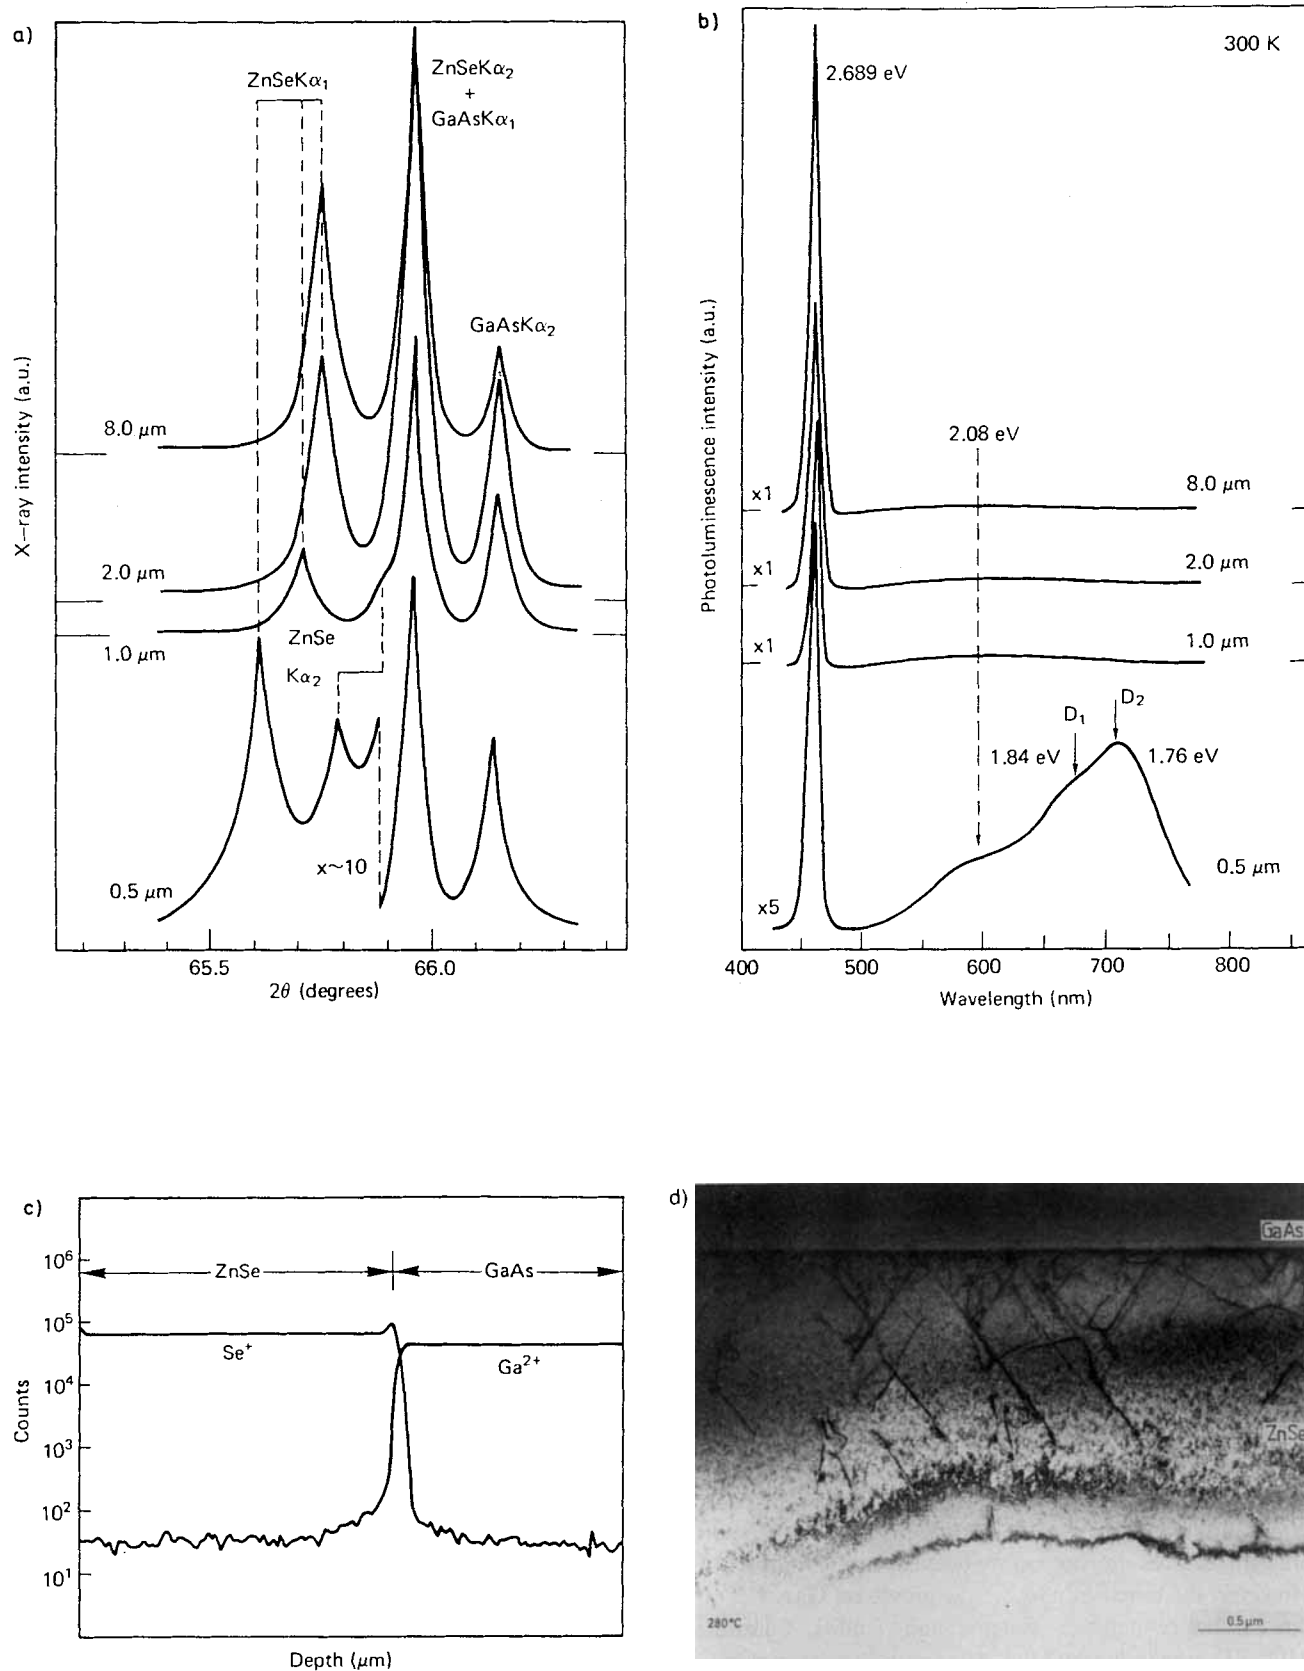 a)
ZnSeKα₁
ZnSeKα₂
+
GaAsKα₁
GaAsKα₂
8.0 μm
2.0 μm
1.0 μm
ZnSe
Kα₂
x~10
0.5 μm
65.5
66.0
2θ (degrees)
X–ray intensity (a.u.)
b)
300 K
2.689 eV
2.08 eV
x1
8.0 μm
x1
2.0 μm
x1
1.0 μm
D₁
D₂
1.84 eV
1.76 eV
x5
0.5 μm
400
500
600
700
800
Wavelength (nm)
Photoluminescence intensity (a.u.)
c)
10⁶
ZnSe
GaAs
10⁵
Se⁺
Ga²⁺
10⁴
10³
10²
10¹
Counts
Depth (μm)
d)
GaAs
ZnSe
280°C
0.5μm